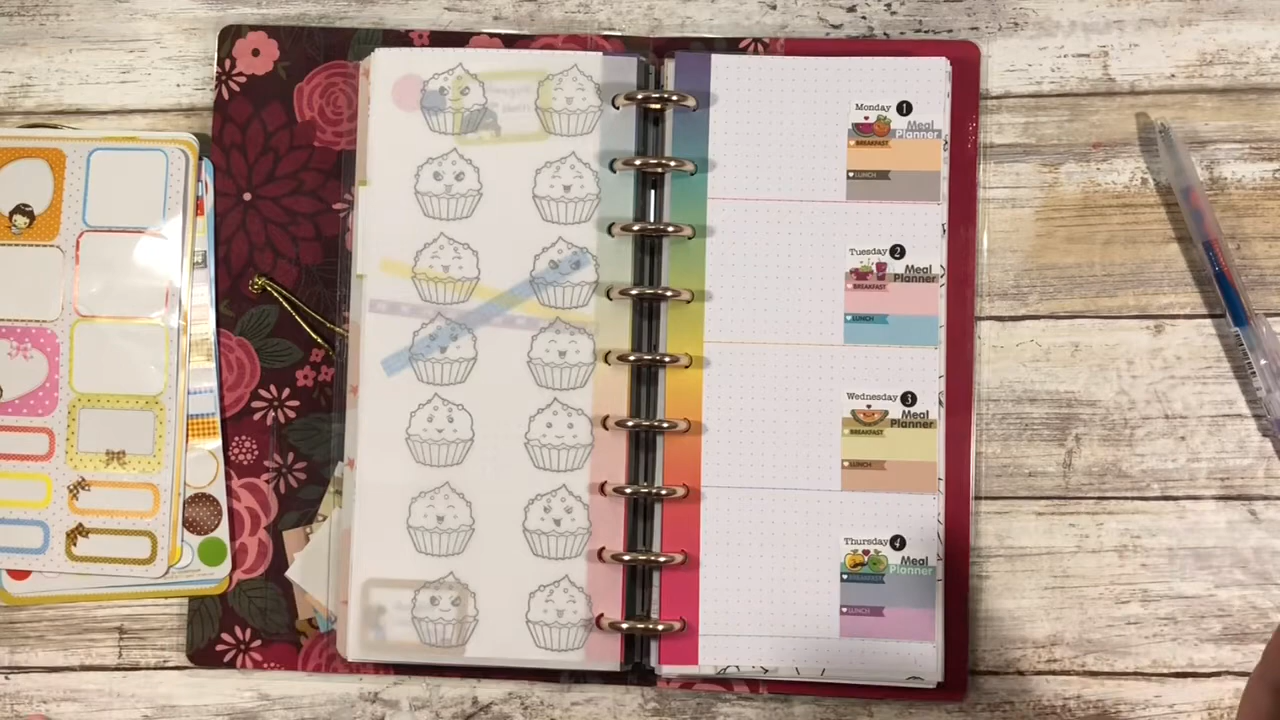 Monday 1
Meal
Planner
BREAKFAST
LUNCH
Tuesday 2
Meal
Planner
BREAKFAST
LUNCH
Wednesday 3
Meal
Planner
BREAKFAST
LUNCH
Thursday 4
Meal
Planner
BREAKFAST
LUNCH